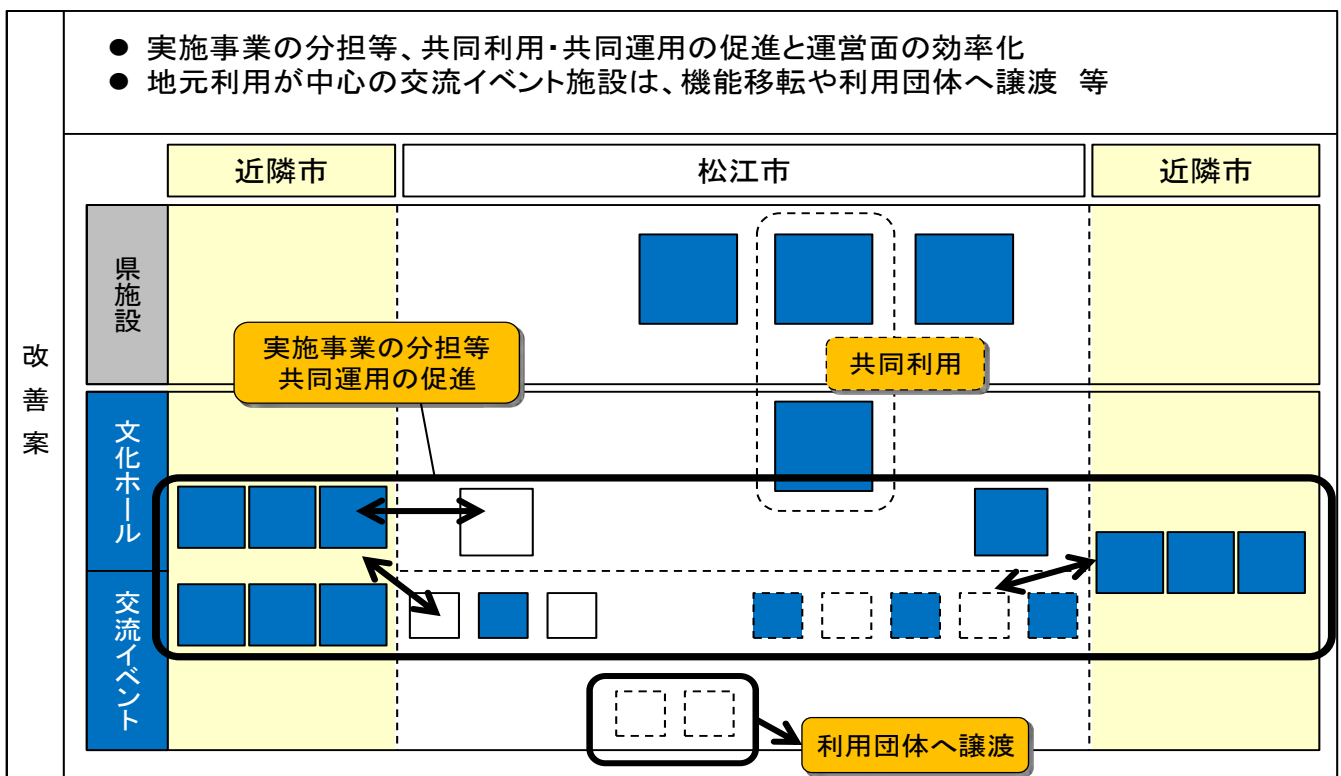 ● 実施事業の分担等、共同利用・共同運用の促進と運営面の効率化
● 地元利用が中心の交流イベント施設は、機能移転や利用団体へ譲渡 等
改善案
近隣市
松江市
近隣市
県施設
実施事業の分担等
共同運用の促進
共同利用
文化ホール
交流イベント
利用団体へ譲渡